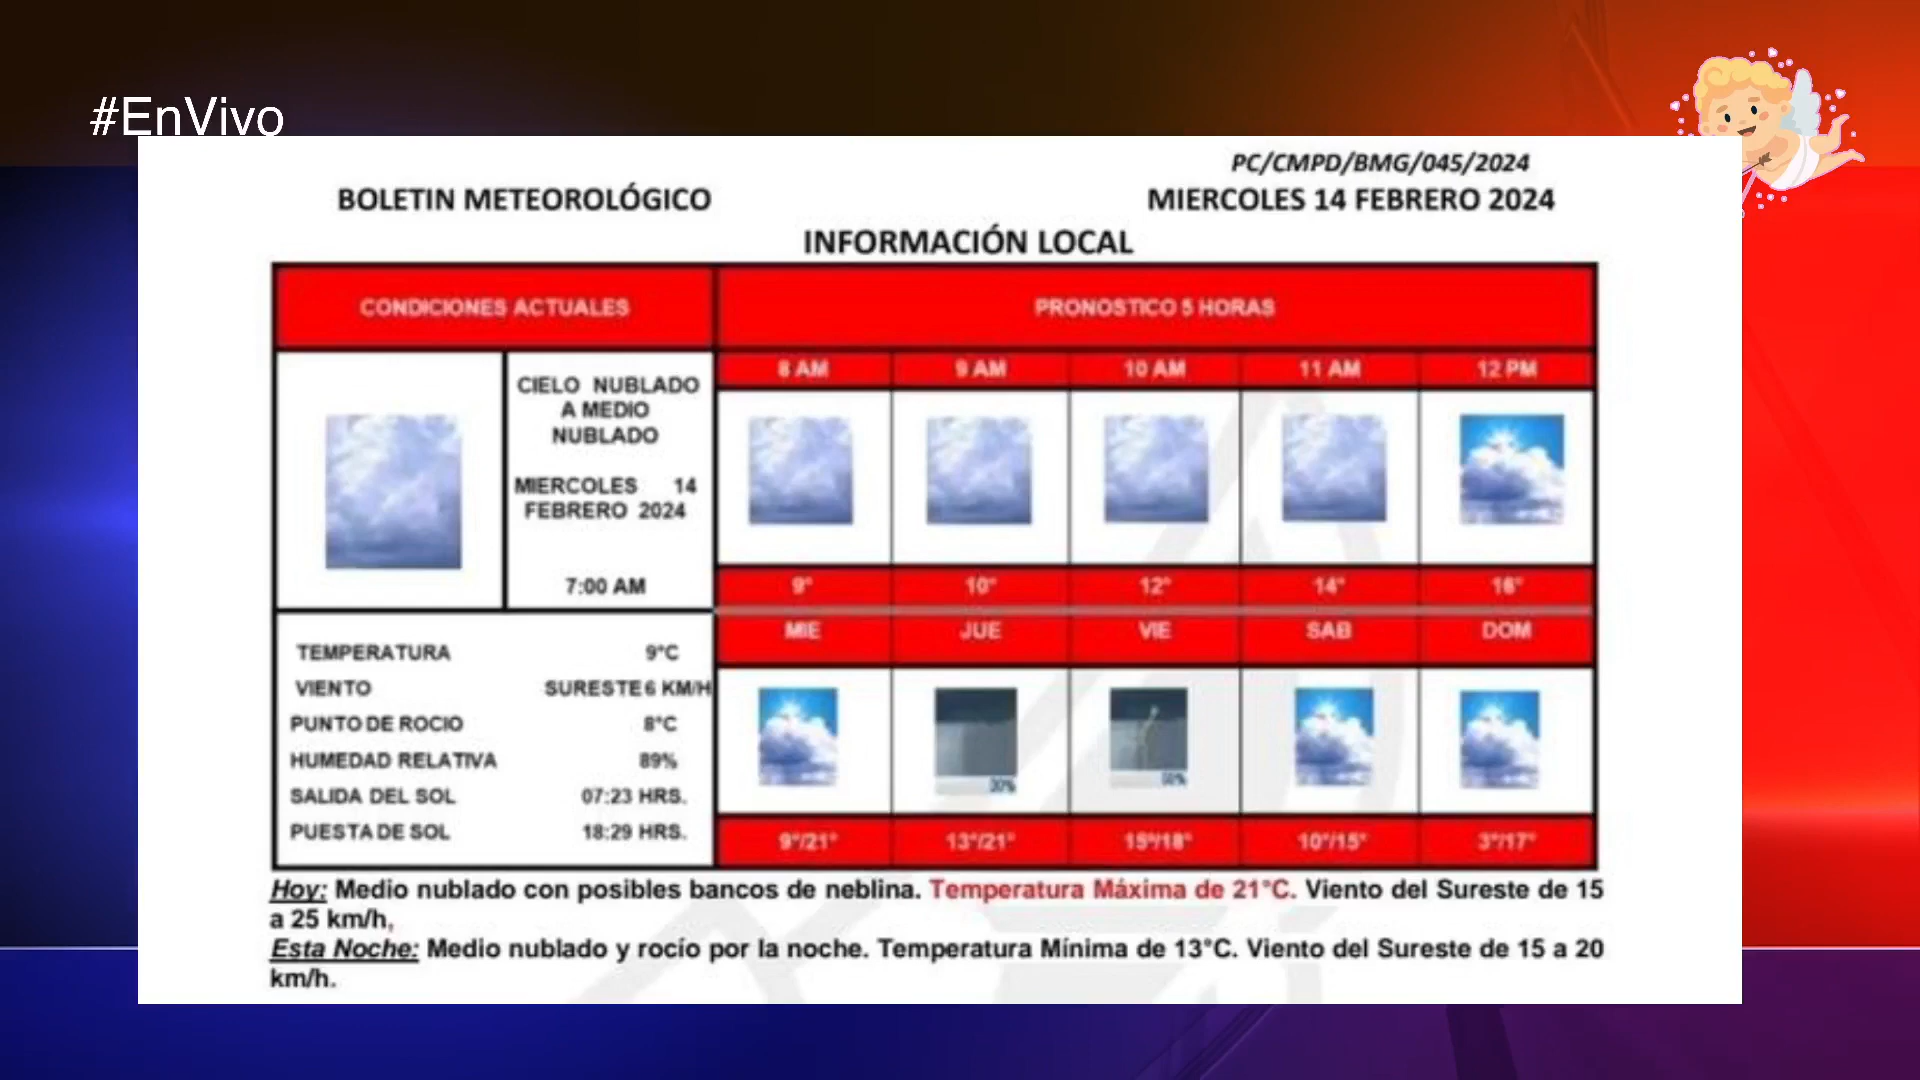 #EnVivo
PC/CMPD/BMG/045/2024
BOLETIN METEOROLÓGICO
MIERCOLES 14 FEBRERO 2024
INFORMACIÓN LOCAL
CONDICIONES ACTUALES
PRONOSTICO 5 HORAS
8 AM 9 AM 10 AM 11 AM 12 PM
CIELO NUBLADO
A MEDIO
NUBLADO
MIERCOLES 14
FEBRERO 2024
7:00 AM
9° 10° 12° 14° 16°
MIE JUE VIE SAB DOM
TEMPERATURA 9°C
VIENTO SURESTE 6 KM/H
PUNTO DE ROCIO 8°C
HUMEDAD RELATIVA 89%
SALIDA DEL SOL 07:23 HRS.
PUESTA DE SOL 18:29 HRS.
9°/21° 13°/21° 15°/18° 10°/15° 3°/17°
Hoy: Medio nublado con posibles bancos de neblina. Temperatura Máxima de 21°C. Viento del Sureste de 15
a 25 km/h,
Esta Noche: Medio nublado y rocío por la noche. Temperatura Mínima de 13°C. Viento del Sureste de 15 a 20
km/h.